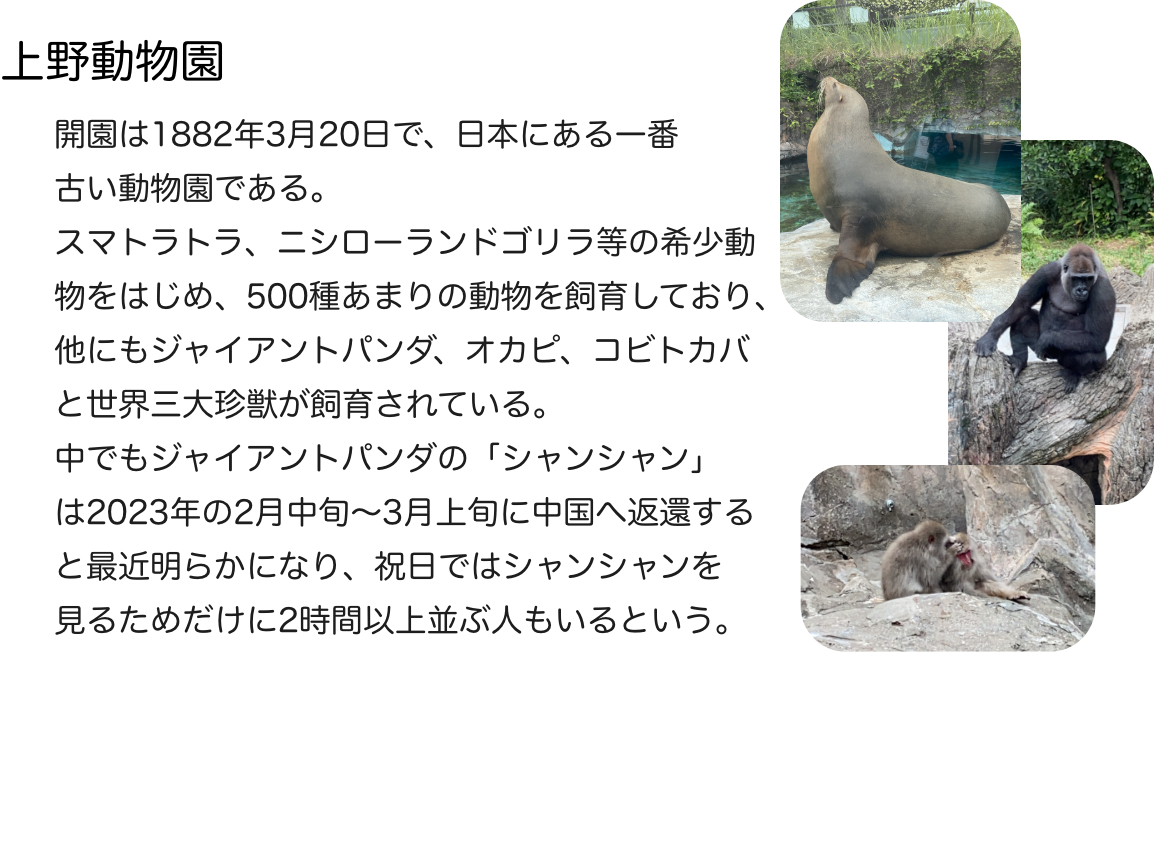 上野動物園
開園は1882年3月20日で、日本にある一番
古い動物園である。
スマトラトラ、ニシローランドゴリラ等の希少動
物をはじめ、500種あまりの動物を飼育しており、
他にもジャイアントパンダ、オカピ、コビトカバ
と世界三大珍獣が飼育されている。
中でもジャイアントパンダの「シャンシャン」
は2023年の2月中旬〜3月上旬に中国へ返還する
と最近明らかになり、祝日ではシャンシャンを
見るためだけに2時間以上並ぶ人もいるという。